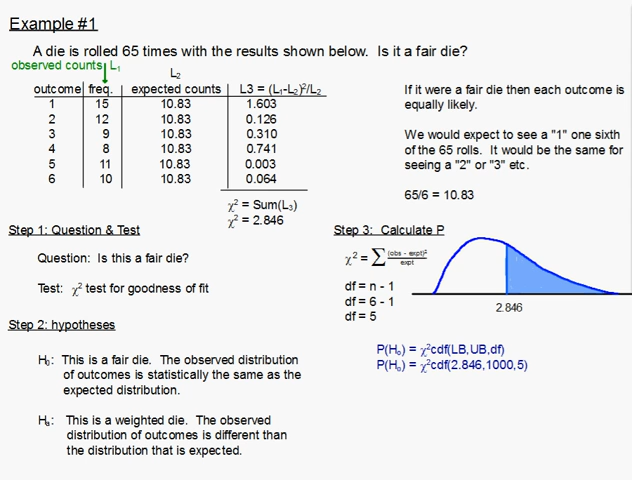 Example #1
A die is rolled 65 times with the results shown below. Is it a fair die?
observed counts L₁
L₂
outcome freq. expected counts L3 = (L₁-L₂)²/L₂
1 15 10.83 1.603
2 12 10.83 0.126
3 9 10.83 0.310
4 8 10.83 0.741
5 11 10.83 0.003
6 10 10.83 0.064
χ² = Sum(L₃)
χ² = 2.846
If it were a fair die then each outcome is
equally likely.
We would expect to see a "1" one sixth
of the 65 rolls. It would be the same for
seeing a "2" or "3" etc.
65/6 = 10.83
Step 1: Question & Test
Question: Is this a fair die?
Test: χ² test for goodness of fit
Step 2: hypotheses
H₀: This is a fair die. The observed distribution
of outcomes is statistically the same as the
expected distribution.
Hₐ: This is a weighted die. The observed
distribution of outcomes is different than
the distribution that is expected.
Step 3: Calculate P
χ² = ∑ (obs - expt)²/expt
df = n - 1
df = 6 - 1
df = 5
2.846
P(H₀) = χ²cdf(LB,UB,df)
P(H₀) = χ²cdf(2.846,1000,5)